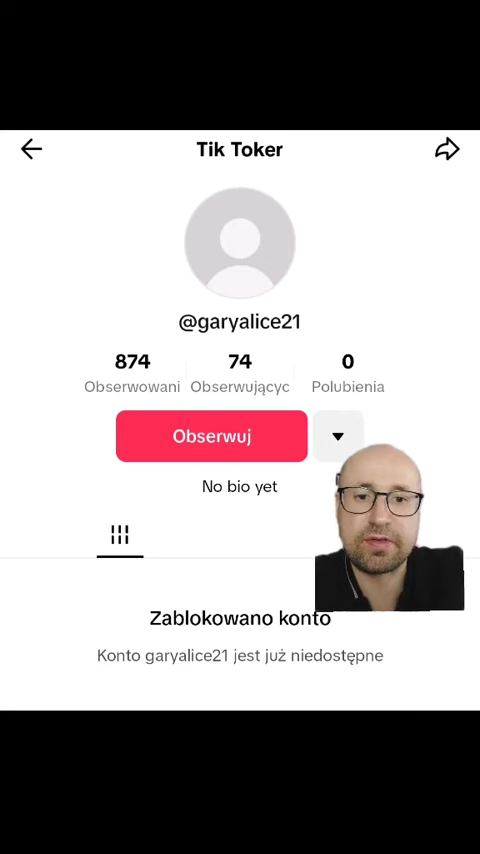 Tik Toker
@garyalice21
874 74 0
Obserwowani Obserwującyc Polubienia
Obserwuj
No bio yet
Zablokowano konto
Konto garyalice21 jest już niedostępne